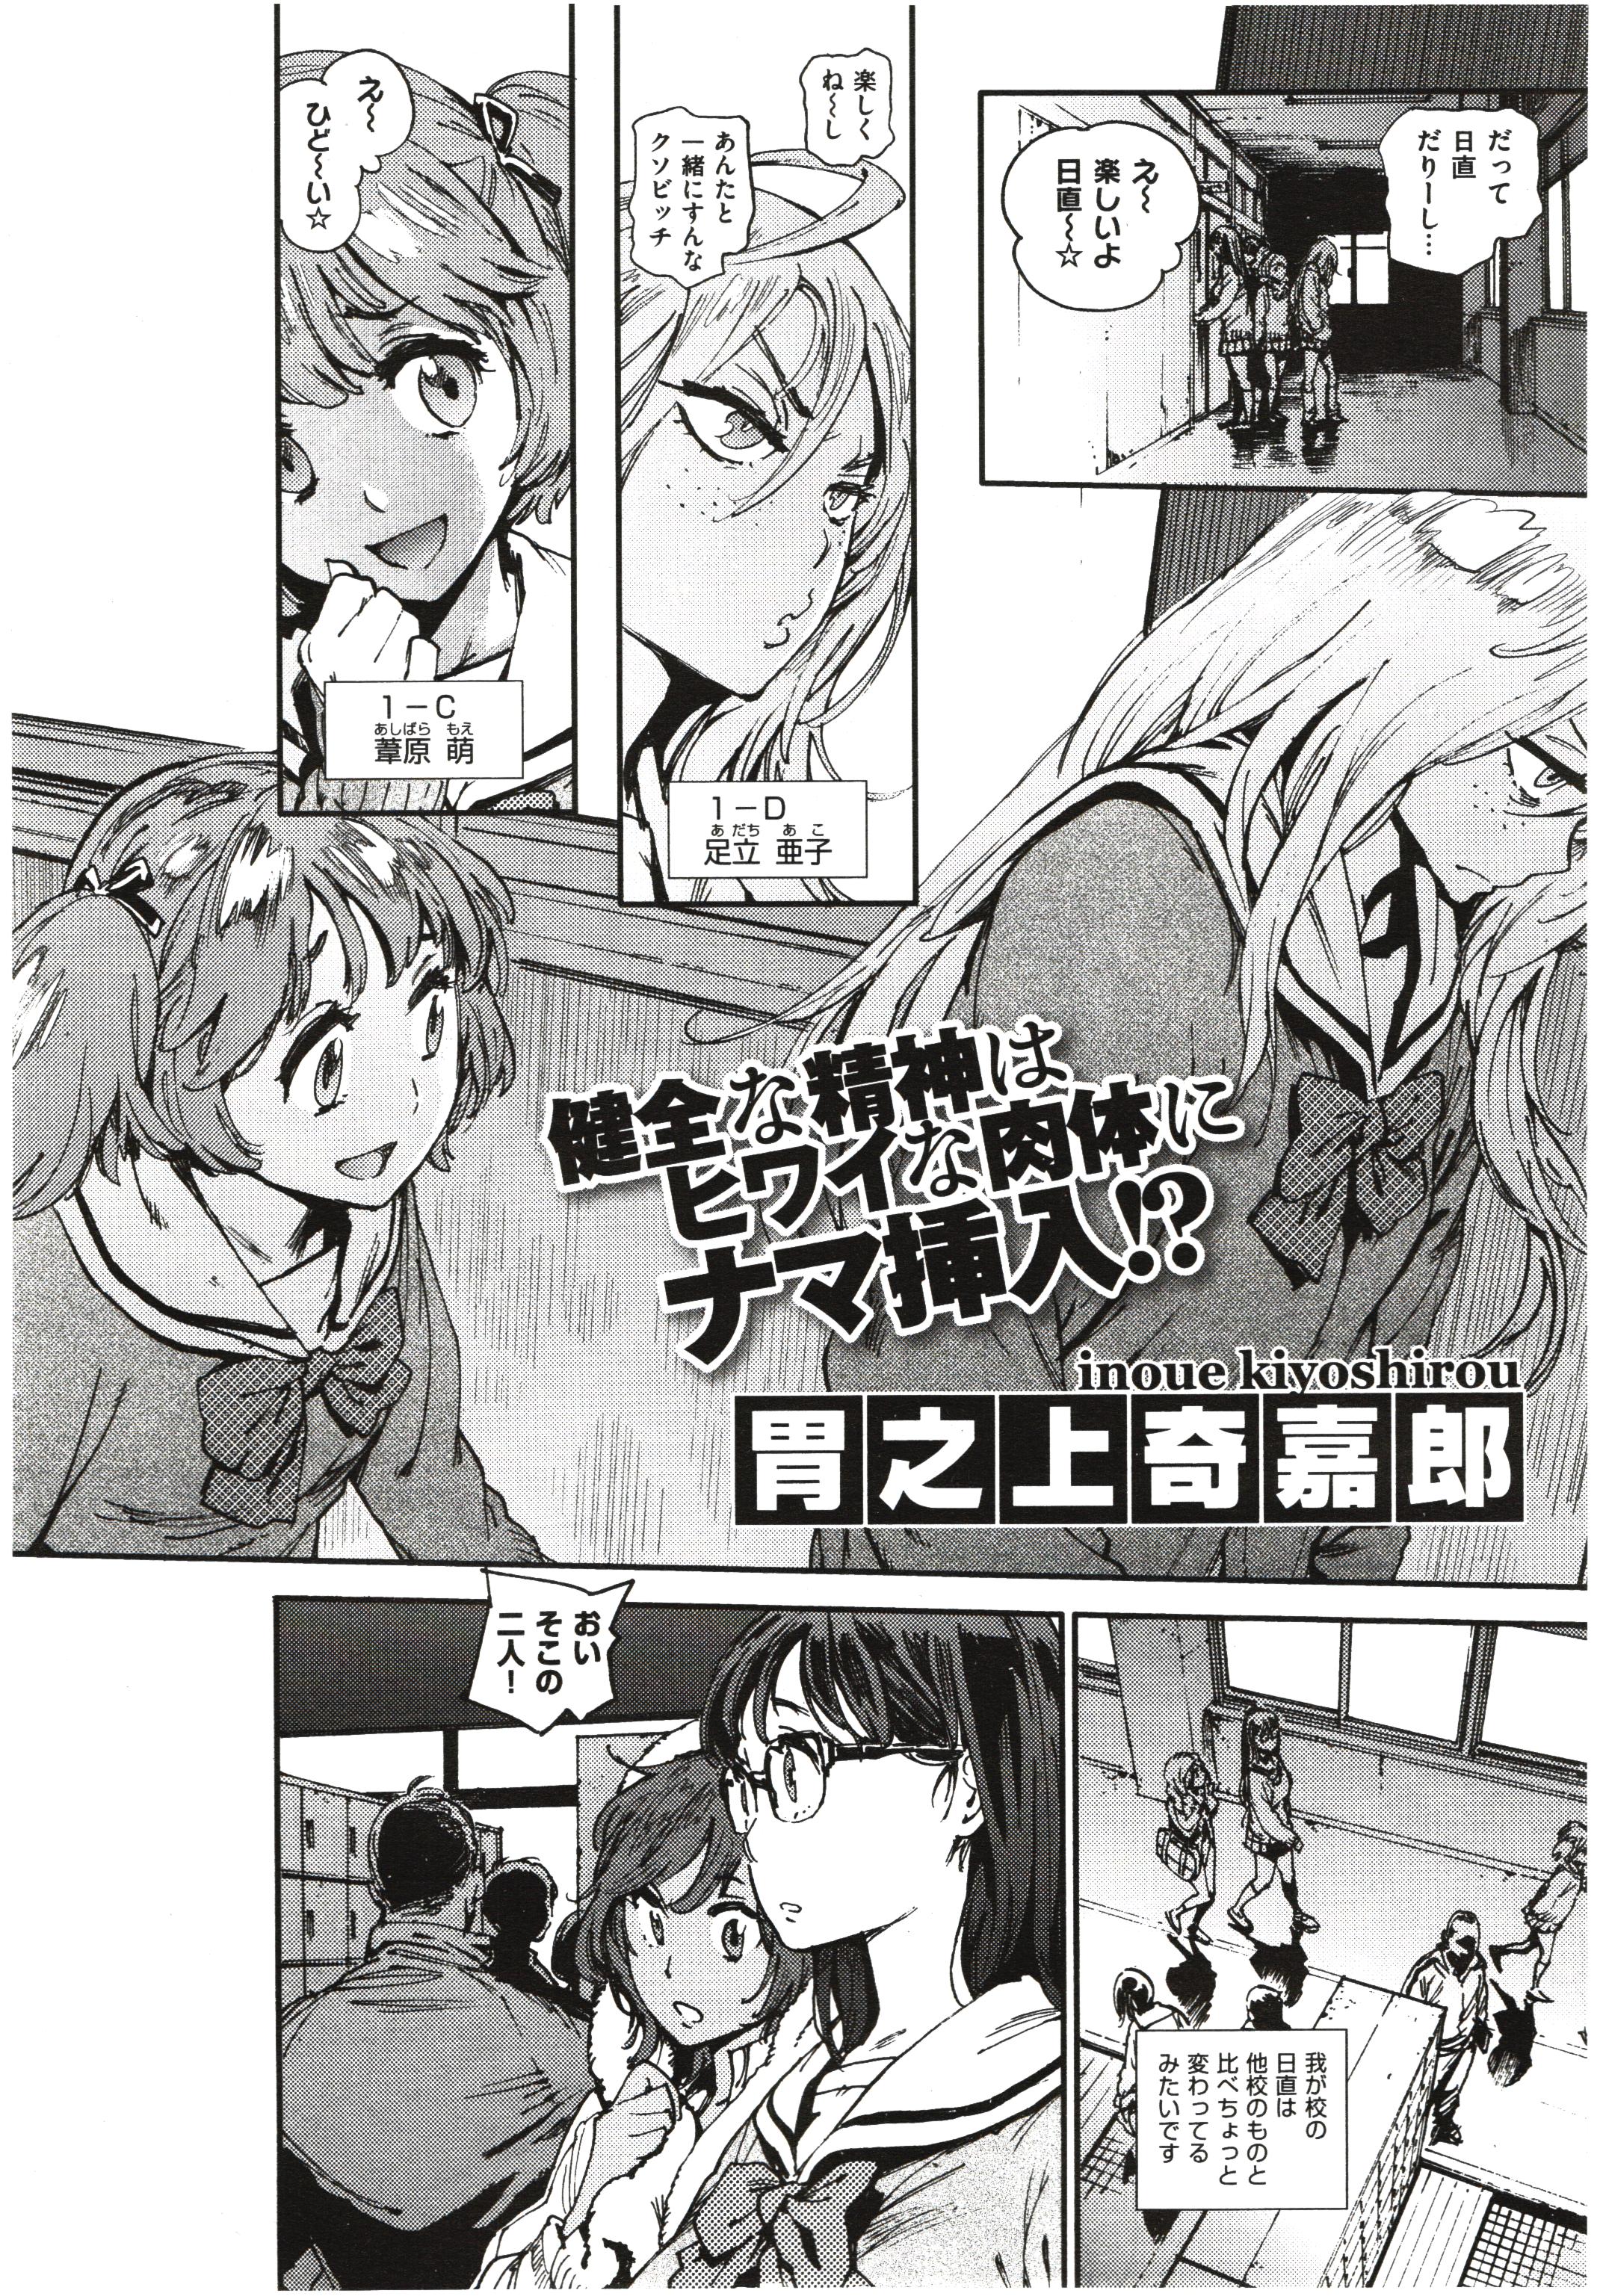 だって
日直
だりーし…
え〜
楽しいよ
日直〜☆
楽しく
ね〜し
あんたと
一緒にすんな
クソビッチ
1－D
あだち あこ
足立 亜子
え〜
ひど〜い☆
1－C
あしばら もえ
葦原 萌
健全な精神は
ヒワイな肉体に
ナマ挿入!?
inoue kiyoshirou
胃之上奇嘉郎
我が校の
日直は
他校のものと
比べちょっと
変わってる
みたいです
おい
そこの
二人！